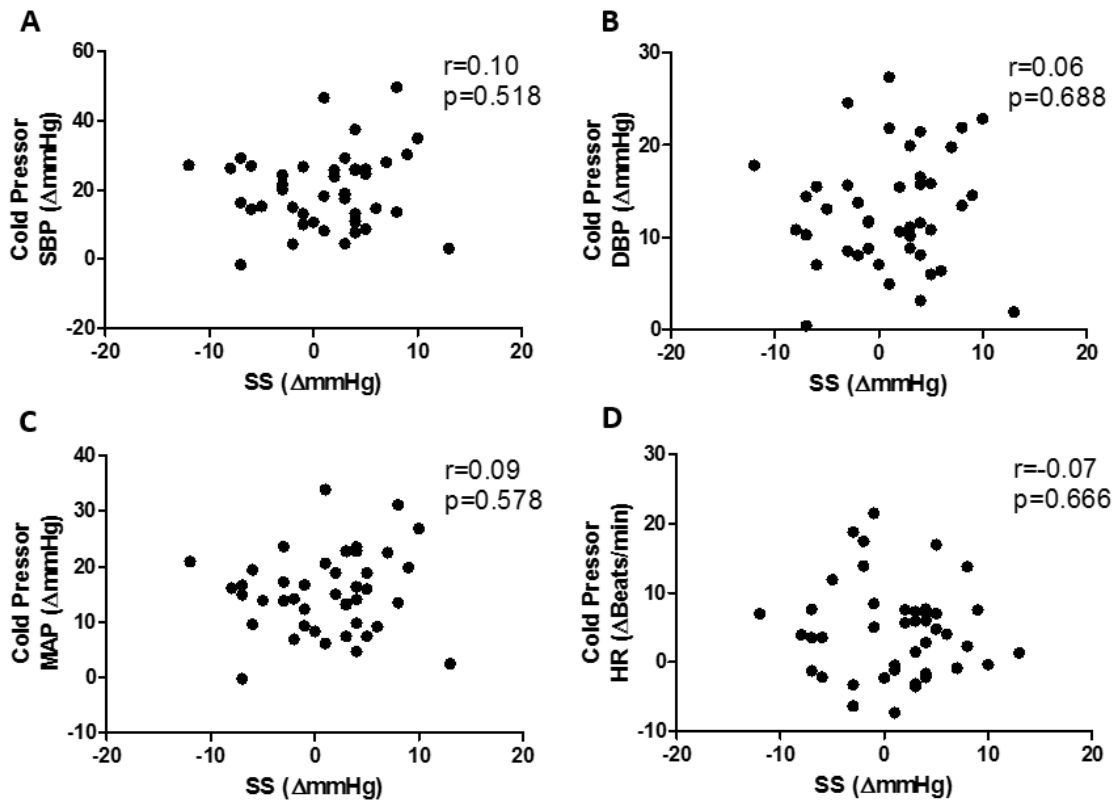 A
Cold Pressor
SBP (ΔmmHg)
60
40
20
0
-20
-20
-10
0
10
20
SS (ΔmmHg)
r=0.10
p=0.518
B
Cold Pressor
DBP (ΔmmHg)
30
20
10
0
-20
-10
0
10
20
SS (ΔmmHg)
r=0.06
p=0.688
C
Cold Pressor
MAP (ΔmmHg)
40
30
20
10
0
-10
-20
-10
0
10
20
SS (ΔmmHg)
r=0.09
p=0.578
D
Cold Pressor
HR (ΔBeats/min)
30
20
10
0
-10
-20
-10
0
10
20
SS (ΔmmHg)
r=-0.07
p=0.666